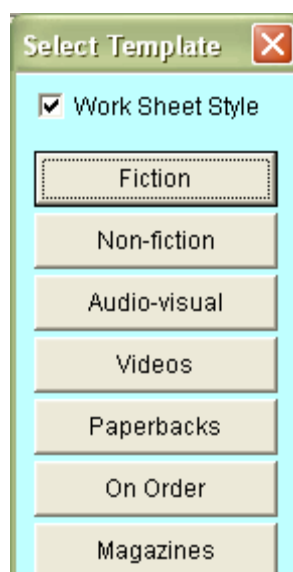 Select Template
Work Sheet Style
Fiction
Non-fiction
Audio-visual
Videos
Paperbacks
On Order
Magazines